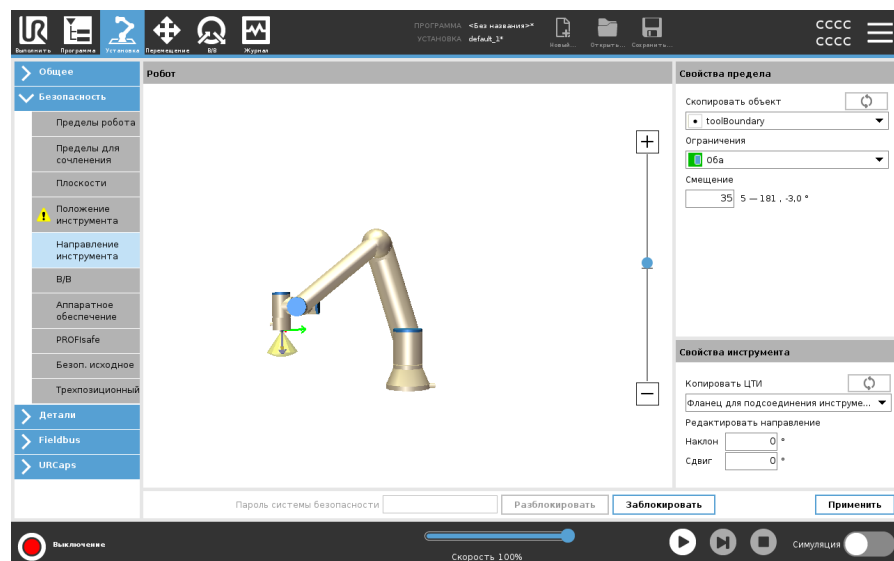 UR
Выполнить
Программа
Установка
Перемещение
В/В
Журнал
ПРОГРАММА <Без названия>*
УСТАНОВКА default_1*
Новый...
Открыть...
Сохранить...
CCCC
CCCC
Общее
Безопасность
Пределы робота
Пределы для
сочленения
Плоскости
Положение
инструмента
Направление
инструмента
В/В
Аппаратное
обеспечение
PROFIsafe
Безоп. исходное
Трехпозиционный
Детали
Fieldbus
URCaps
Робот
Свойства предела
Скопировать объект
toolBoundary
Ограничения
Оба
Смещение
35 5 — 181 , -3,0 °
Свойства инструмента
Копировать ЦТИ
Фланец для подсоединения инструме...
Редактировать направление
Наклон 0 °
Сдвиг 0 °
Пароль системы безопасности
Разблокировать
Заблокировать
Применить
Выключение
Скорость 100%
Симуляция